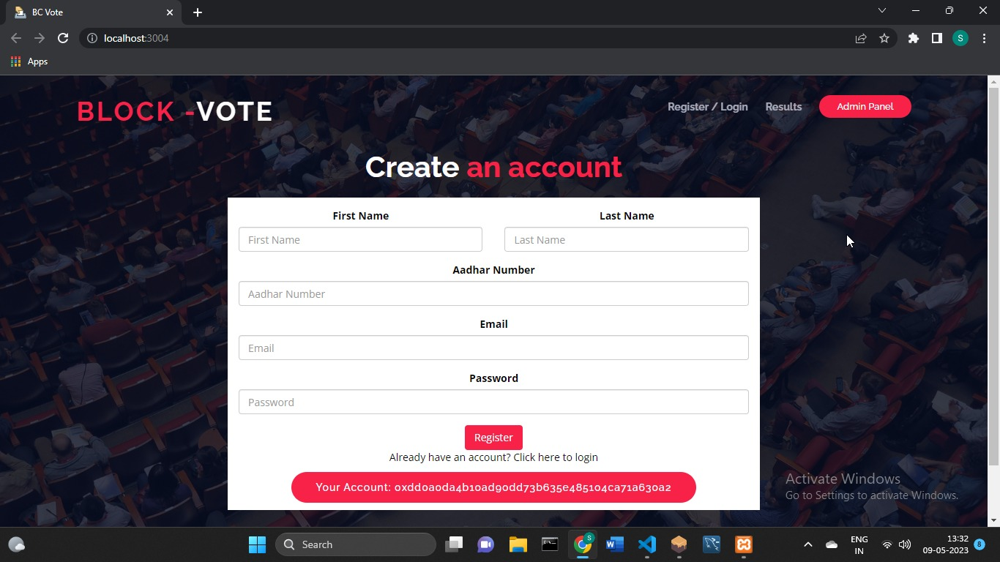 BC Vote
localhost:3004
S
Apps
BLOCK -VOTE
Register / Login
Results
Admin Panel
Create an account
First Name
Last Name
First Name
Last Name
Aadhar Number
Aadhar Number
Email
Email
Password
Password
Register
Already have an account? Click here to login
Your Account: 0xdd0a0da4b10ad90dd73b635e485104ca71a630a2
Activate Windows
Go to Settings to activate Windows.
Search
S
ENG
IN
13:32
09-05-2023
8